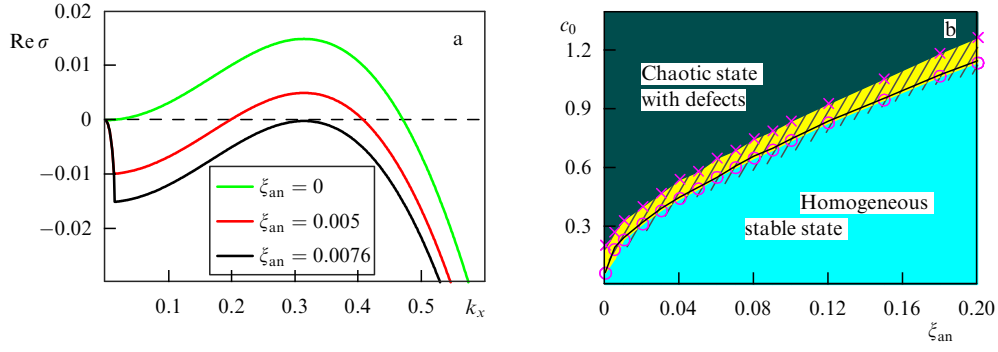 Re σ
0.02
0.01
0
−0.01
−0.02
a
ξan = 0
ξan = 0.005
ξan = 0.0076
0.1
0.2
0.3
0.4
0.5
kx
c0
1.2
0.9
0.6
0.3
b
Chaotic state
with defects
Homogeneous
stable state
0
0.04
0.08
0.12
0.16
0.20
ξan